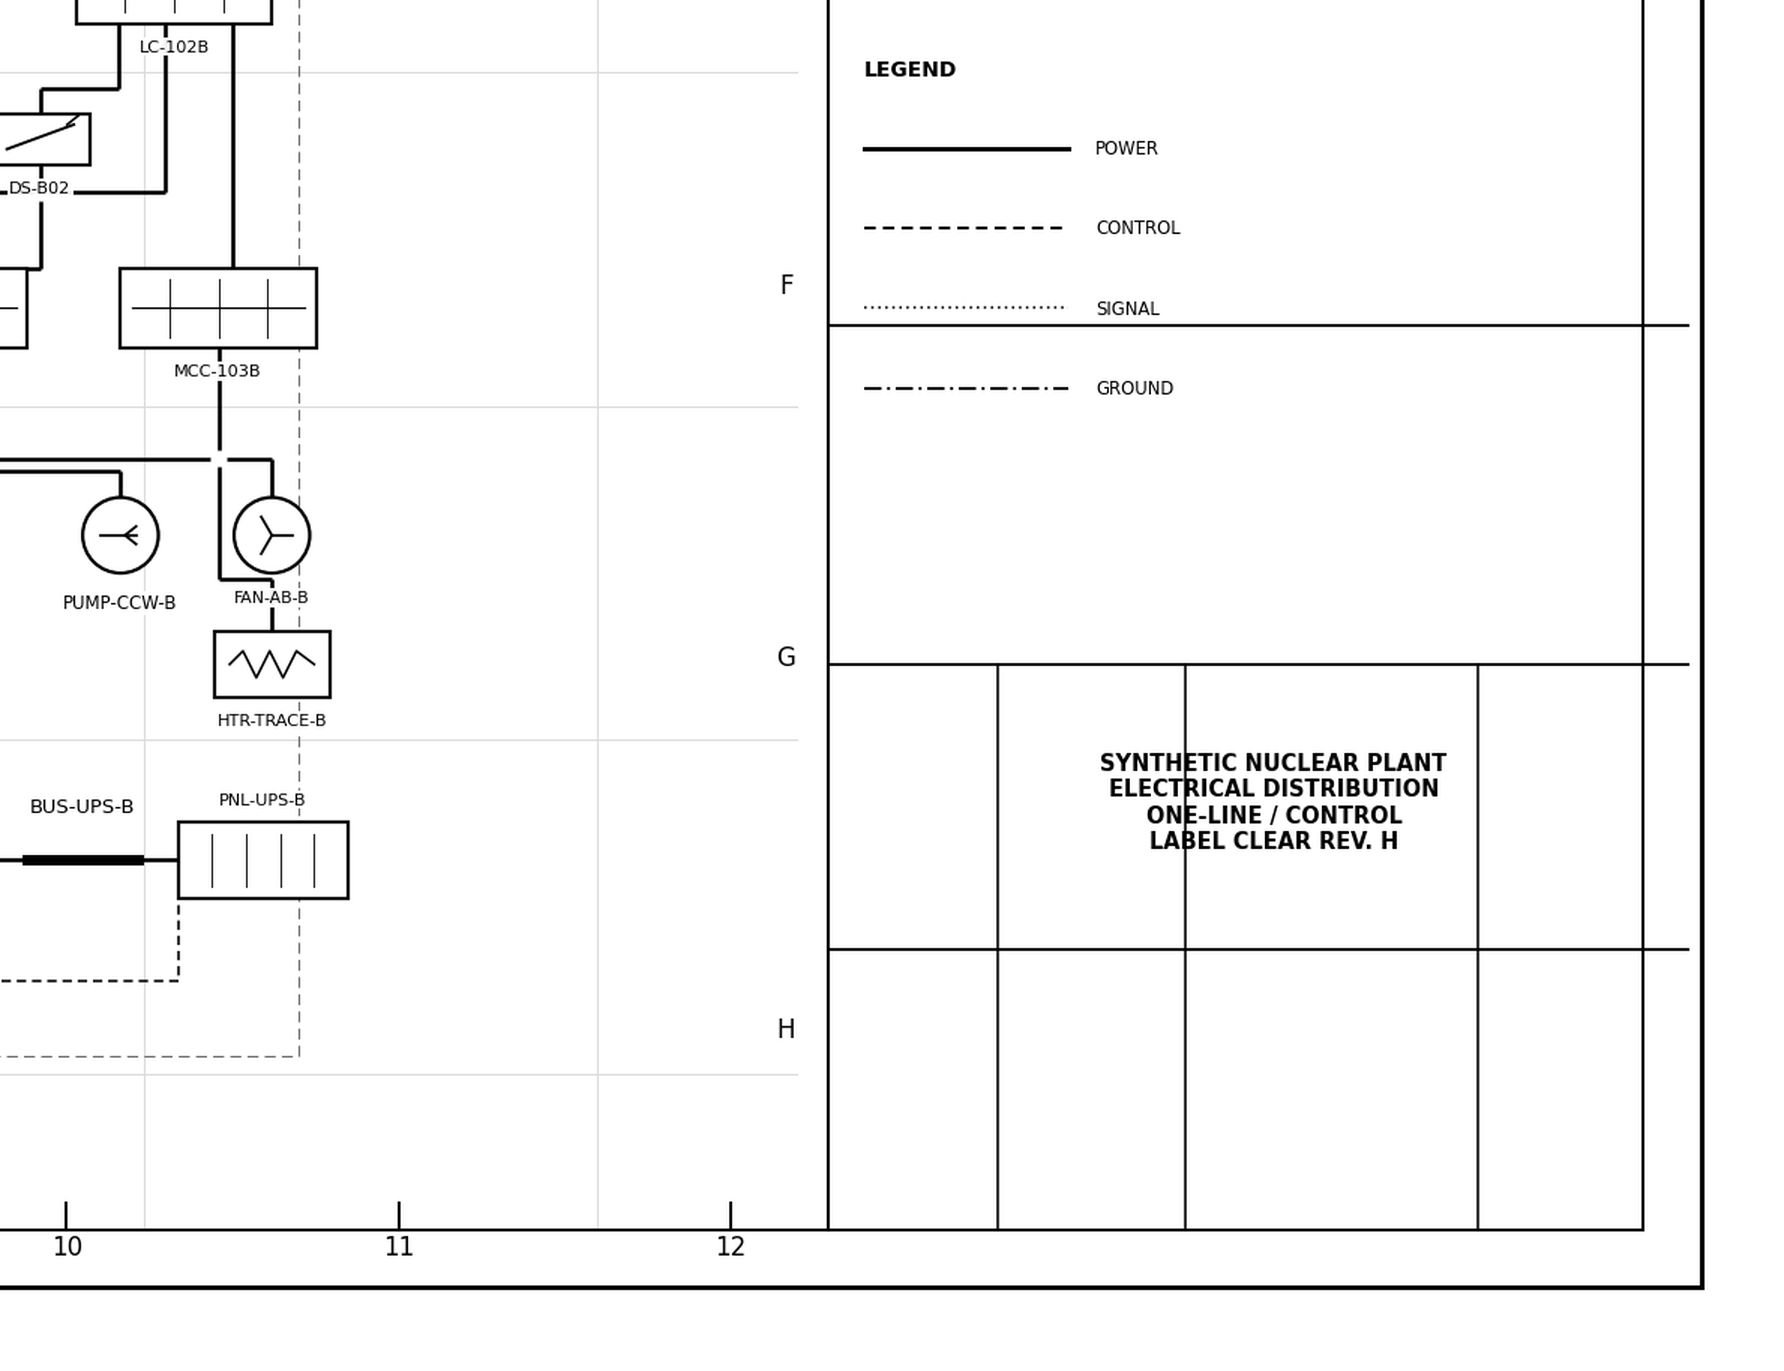 LC-102B
LEGEND
POWER
DS-B02
CONTROL
F
SIGNAL
MCC-103B
GROUND
PUMP-CCW-B
FAN-AB-B
G
HTR-TRACE-B
SYNTHETIC NUCLEAR PLANT
ELECTRICAL DISTRIBUTION
ONE-LINE / CONTROL
LABEL CLEAR REV. H
BUS-UPS-B
PNL-UPS-B
H
10
11
12